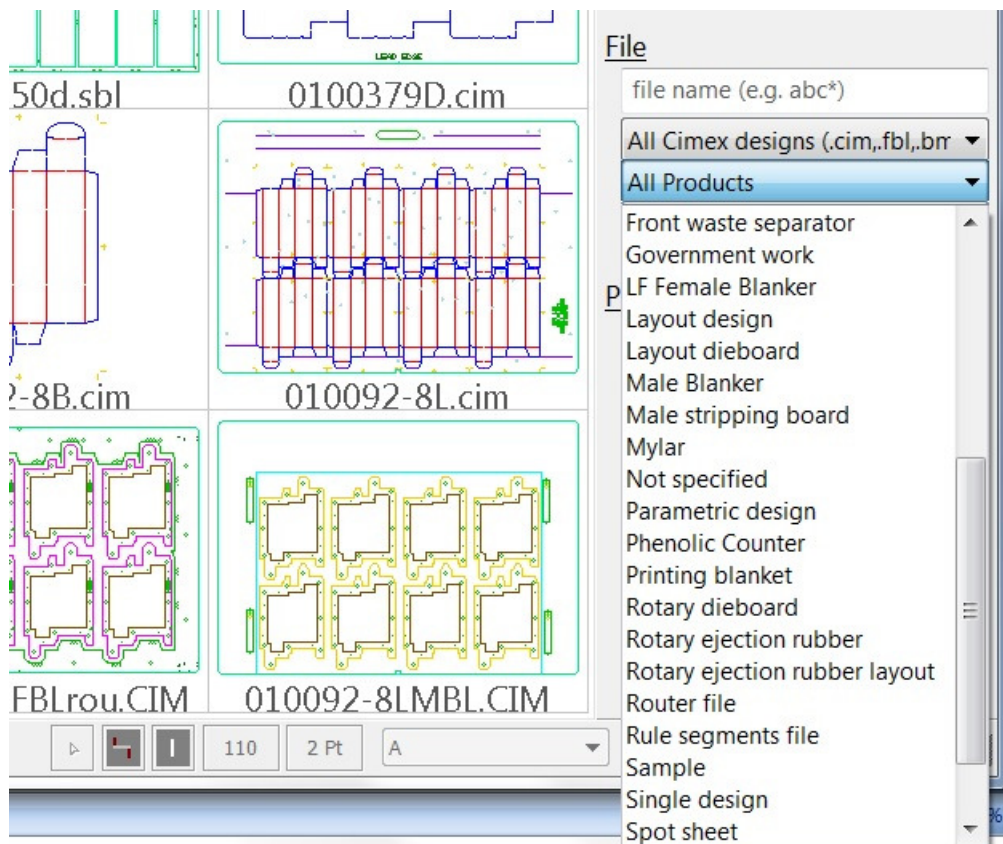 LEAD EDGE
50d.sbl
0100379D.cim
2-8B.cim
010092-8L.cim
FBLrou.CIM
010092-8LMBL.CIM
110
2 Pt
A
File
file name (e.g. abc*)
All Cimex designs (.cim,.fbl,.bm
All Products
Front waste separator
Government work
P
LF Female Blanker
Layout design
Layout dieboard
Male Blanker
Male stripping board
Mylar
Not specified
Parametric design
Phenolic Counter
Printing blanket
Rotary dieboard
Rotary ejection rubber
Rotary ejection rubber layout
Router file
Rule segments file
Sample
Single design
Spot sheet
%